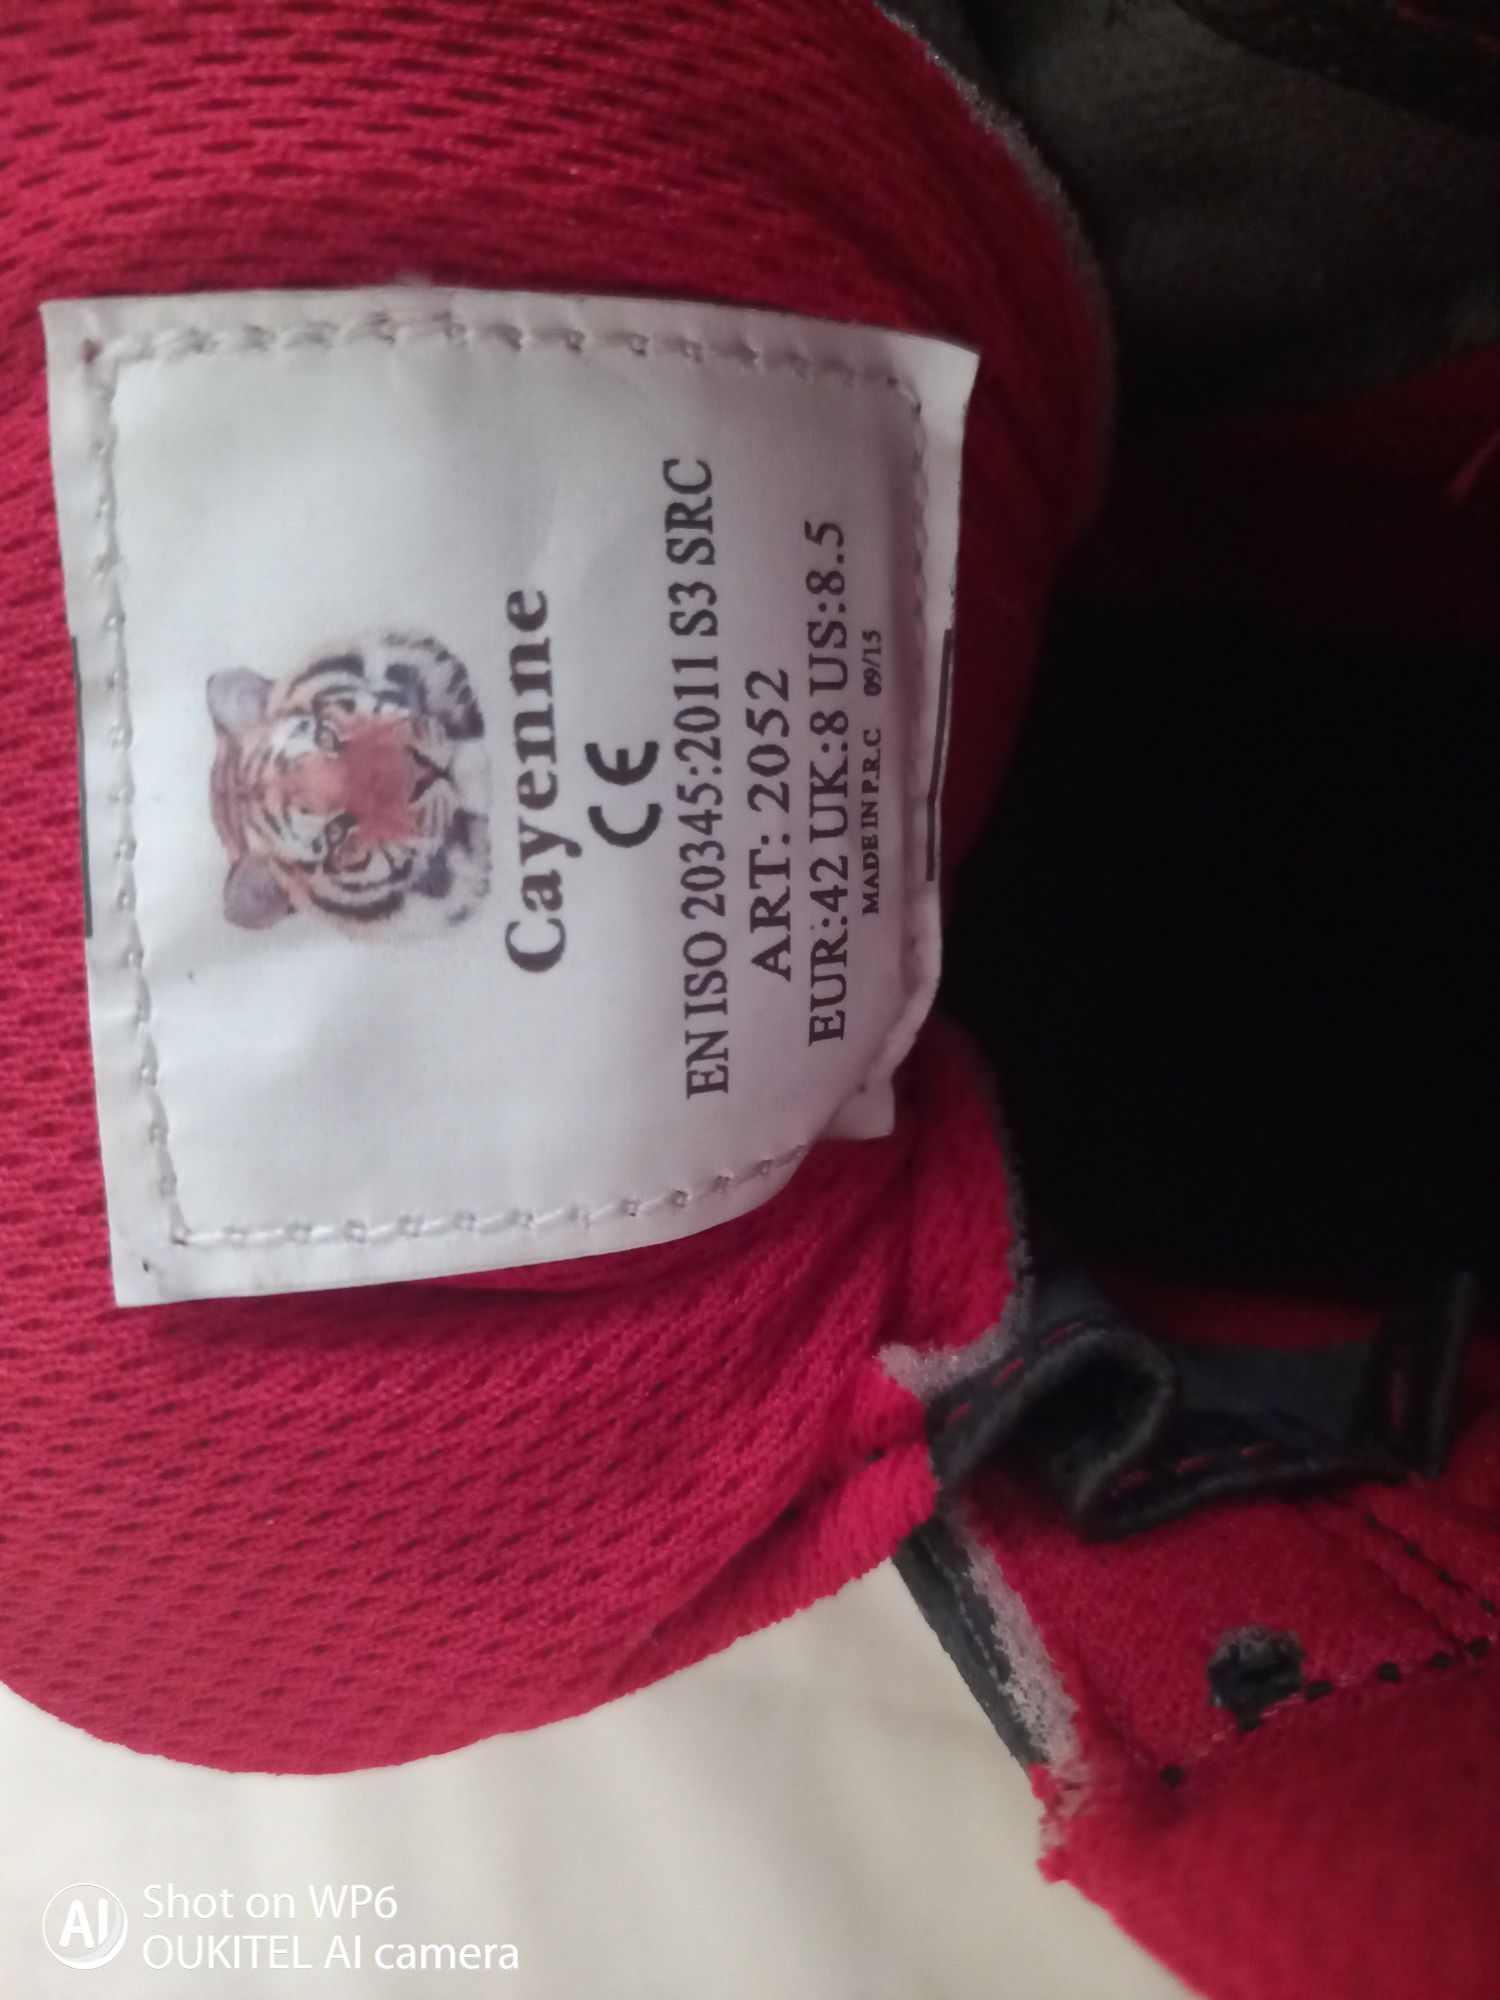 Cayenne
CE
EN ISO 20345:2011 S3 SRC
ART: 2052
EUR:42 UK:8 US:8.5
MADE IN P.R.C 09/15
AI
Shot on WP6
OUKITEL AI camera